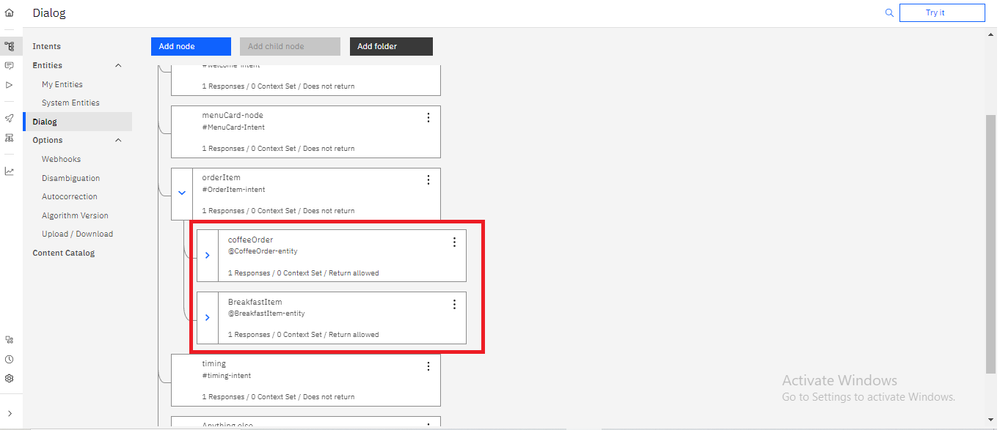 Dialog
Try it
Intents
Entities
My Entities
System Entities
Dialog
Options
Webhooks
Disambiguation
Autocorrection
Algorithm Version
Upload / Download
Content Catalog
Add node
Add child node
Add folder
#welcome-intent
1 Responses / 0 Context Set / Does not return
menuCard-node
#MenuCard-Intent
1 Responses / 0 Context Set / Does not return
orderItem
#OrderItem-intent
1 Responses / 0 Context Set / Does not return
coffeeOrder
@CoffeeOrder-entity
1 Responses / 0 Context Set / Return allowed
BreakfastItem
@BreakfastItem-entity
1 Responses / 0 Context Set / Return allowed
timing
#timing-intent
1 Responses / 0 Context Set / Does not return
Anything else
Activate Windows
Go to Settings to activate Windows.